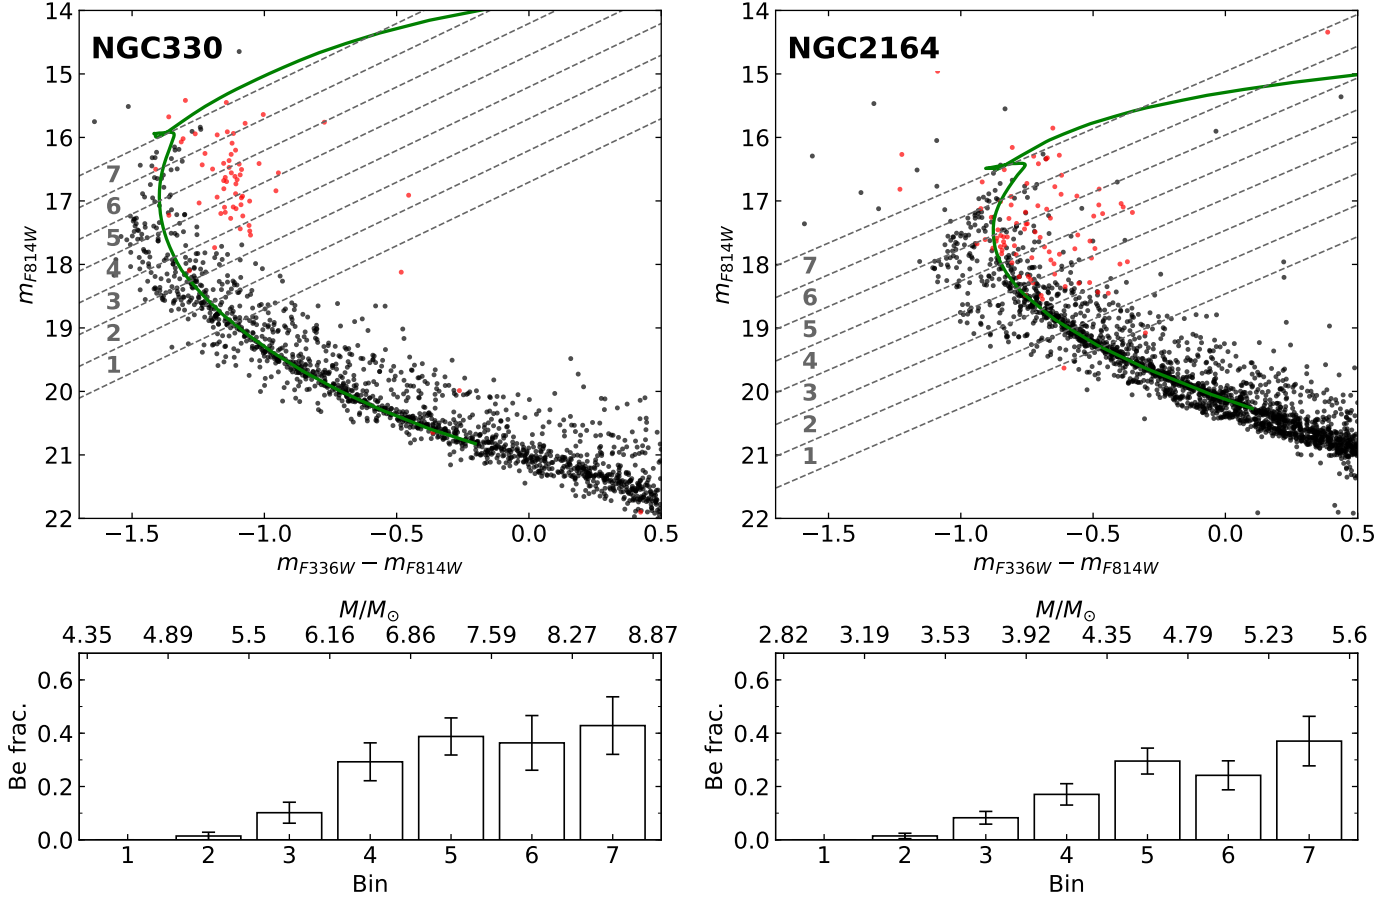 NGC330
14
15
16
17
18
19
20
21
22
m_F814W
7
6
5
4
3
2
1
−1.5 −1.0 −0.5 0.0 0.5
m_F336W − m_F814W
NGC2164
14
15
16
17
18
19
20
21
22
m_F814W
7
6
5
4
3
2
1
−1.5 −1.0 −0.5 0.0 0.5
m_F336W − m_F814W
M/M⊙
4.35 4.89 5.5 6.16 6.86 7.59 8.27 8.87
0.6
0.4
0.2
0.0
Be frac.
1 2 3 4 5 6 7
Bin
M/M⊙
2.82 3.19 3.53 3.92 4.35 4.79 5.23 5.6
0.6
0.4
0.2
0.0
Be frac.
1 2 3 4 5 6 7
Bin